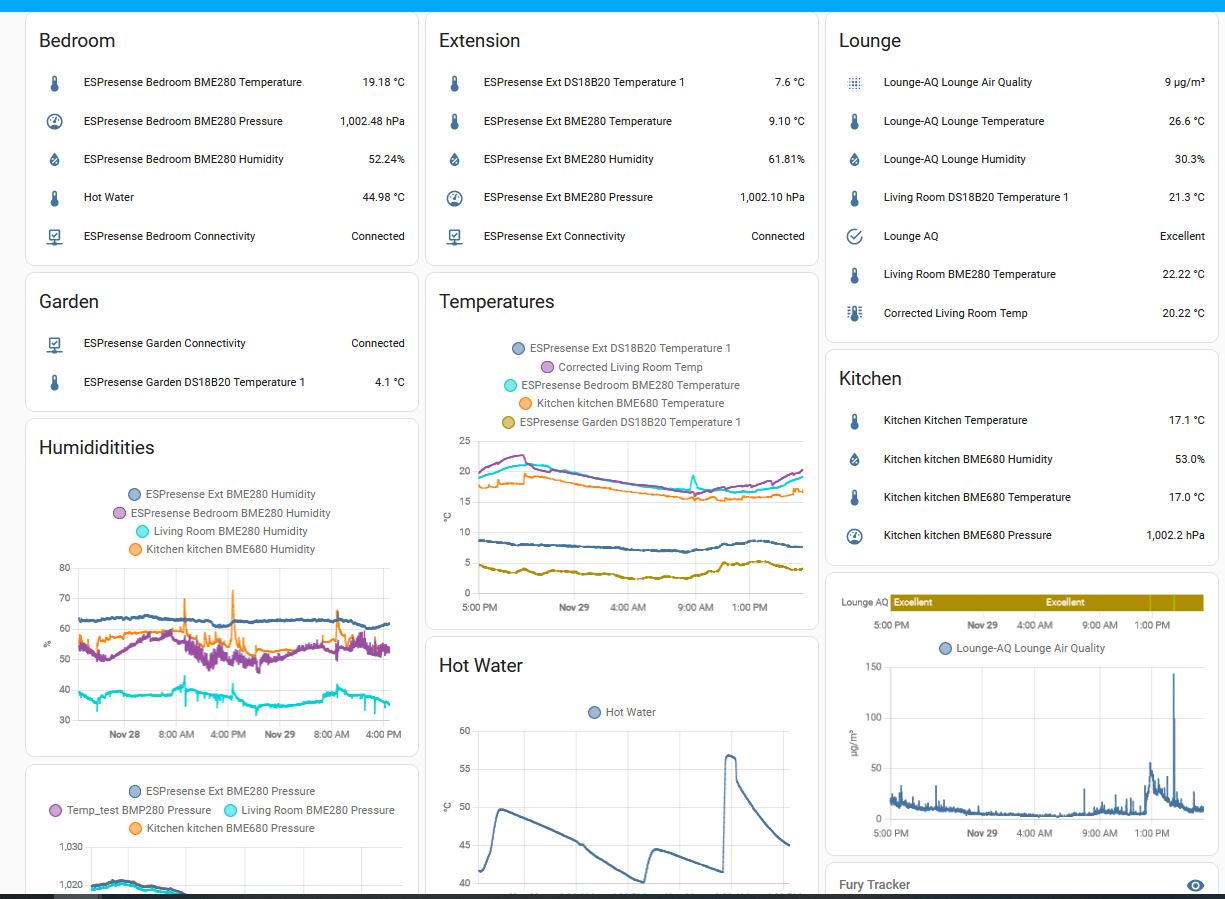 Bedroom
ESPresense Bedroom BME280 Temperature 19.18 °C
ESPresense Bedroom BME280 Pressure 1,002.48 hPa
ESPresense Bedroom BME280 Humidity 52.24%
Hot Water 44.98 °C
ESPresense Bedroom Connectivity Connected
Garden
ESPresense Garden Connectivity Connected
ESPresense Garden DS18B20 Temperature 1 4.1 °C
Humididitities
ESPresense Ext BME280 Humidity
ESPresense Bedroom BME280 Humidity
Living Room BME280 Humidity
Kitchen kitchen BME680 Humidity
80
70
60
%
50
40
30
Nov 28 8:00 AM 4:00 PM Nov 29 8:00 AM 4:00 PM
ESPresense Ext BME280 Pressure
Temp_test BMP280 Pressure Living Room BME280 Pressure
Kitchen kitchen BME680 Pressure
1,030
1,020
Extension
ESPresense Ext DS18B20 Temperature 1 7.6 °C
ESPresense Ext BME280 Temperature 9.10 °C
ESPresense Ext BME280 Humidity 61.81%
ESPresense Ext BME280 Pressure 1,002.10 hPa
ESPresense Ext Connectivity Connected
Temperatures
ESPresense Ext DS18B20 Temperature 1
Corrected Living Room Temp
ESPresense Bedroom BME280 Temperature
Kitchen kitchen BME680 Temperature
ESPresense Garden DS18B20 Temperature 1
25
20
15
°C
10
5
0
5:00 PM Nov 29 4:00 AM 9:00 AM 1:00 PM
Hot Water
Hot Water
60
55
°C
50
45
40
Lounge
Lounge-AQ Lounge Air Quality 9 µg/m³
Lounge-AQ Lounge Temperature 26.6 °C
Lounge-AQ Lounge Humidity 30.3%
Living Room DS18B20 Temperature 1 21.3 °C
Lounge AQ Excellent
Living Room BME280 Temperature 22.22 °C
Corrected Living Room Temp 20.22 °C
Kitchen
Kitchen Kitchen Temperature 17.1 °C
Kitchen kitchen BME680 Humidity 53.0%
Kitchen kitchen BME680 Temperature 17.0 °C
Kitchen kitchen BME680 Pressure 1,002.2 hPa
Lounge AQ Excellent Excellent
5:00 PM Nov 29 4:00 AM 9:00 AM 1:00 PM
Lounge-AQ Lounge Air Quality
150
100
µg/m³
50
0
5:00 PM Nov 29 4:00 AM 9:00 AM 1:00 PM
Fury Tracker